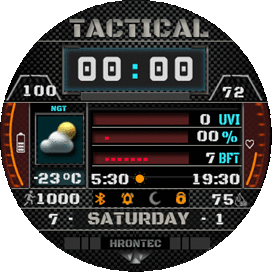 TACTICAL
00:00
100 72
NGT 0 UVI
00 %
7 BFT
-23°C 5:30 19:30
1000 75
7 - SATURDAY - 1
HRONTEC